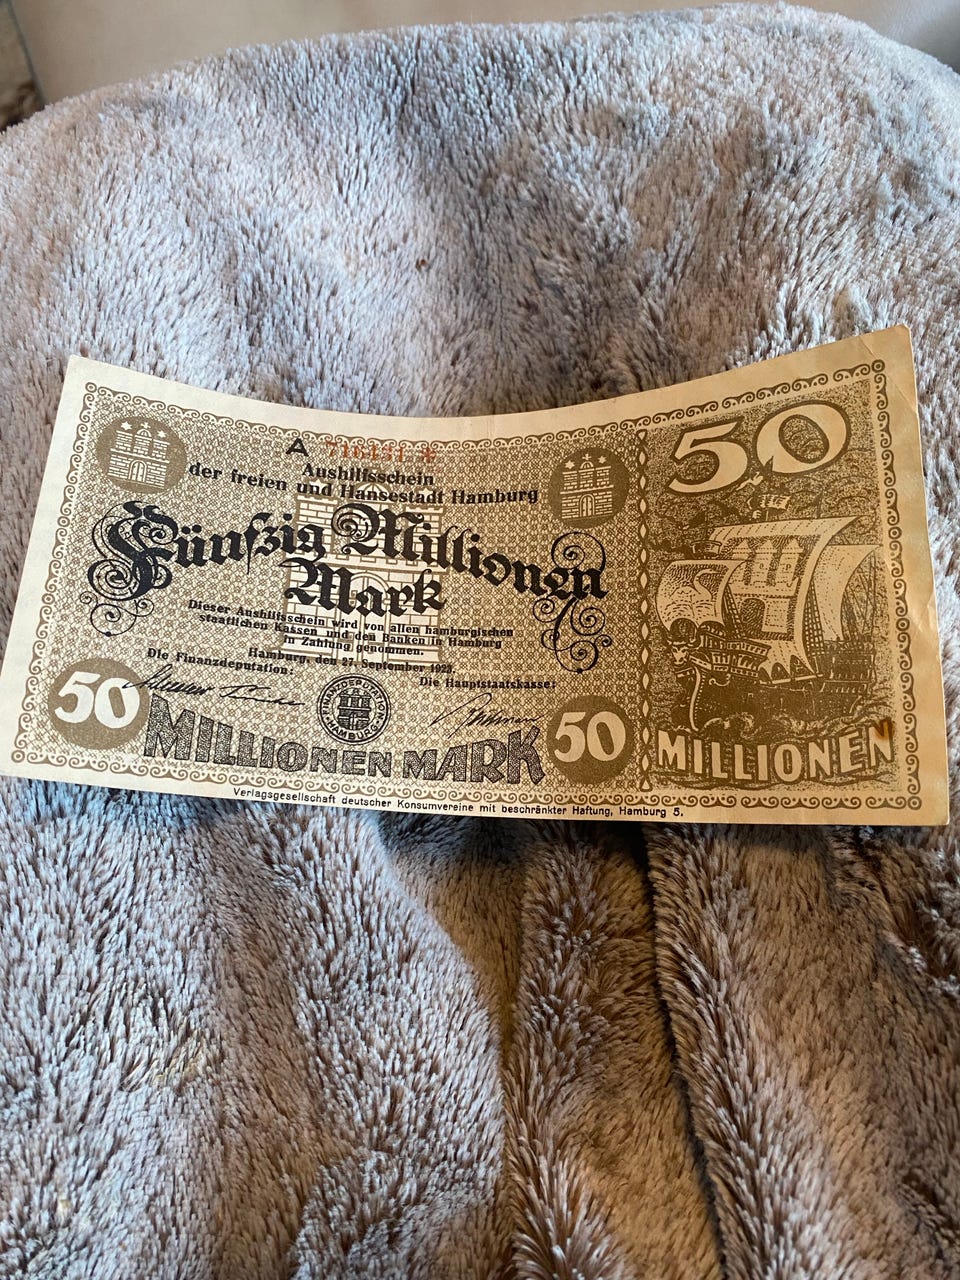 A 716431 *
Aushilfsschein
der freien und Hansestadt Hamburg
Fünfzig Millionen
Mark
Dieser Aushilfsschein wird von allen hamburgischen
staatlichen Kassen und den Banken in Hamburg
in Zahlung genommen.
Hamburg, den 27. September 1923.
Die Finanzdeputation:
Die Hauptstaatskasse:
FINANZDEPUTATION
HAMBURG
50
MILLIONEN MARK
50
Verlagsgesellschaft deutscher Konsumvereine mit beschränkter Haftung, Hamburg 5.
50
MILLIONEN